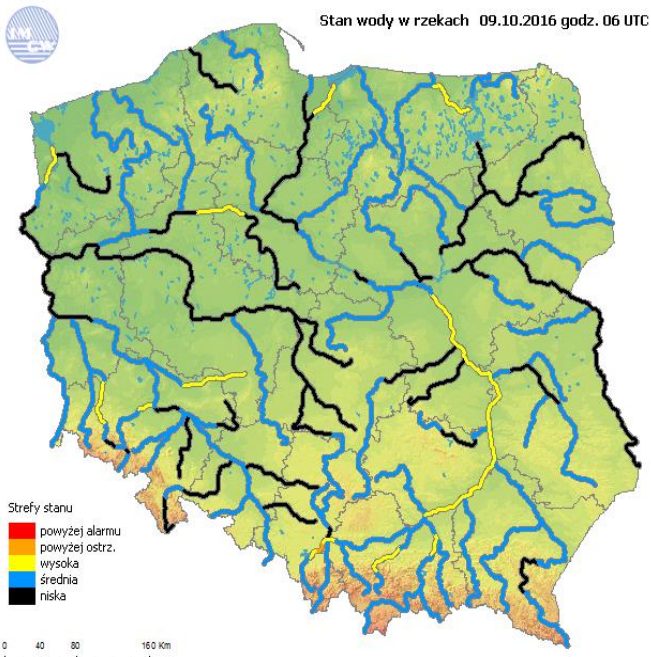 Stan wody w rzekach 09.10.2016 godz. 06 UTC
IMGW
Strefy stanu
powyżej alarmu
powyżej ostrz.
wysoka
średnia
niska
0 40 80 160 Km